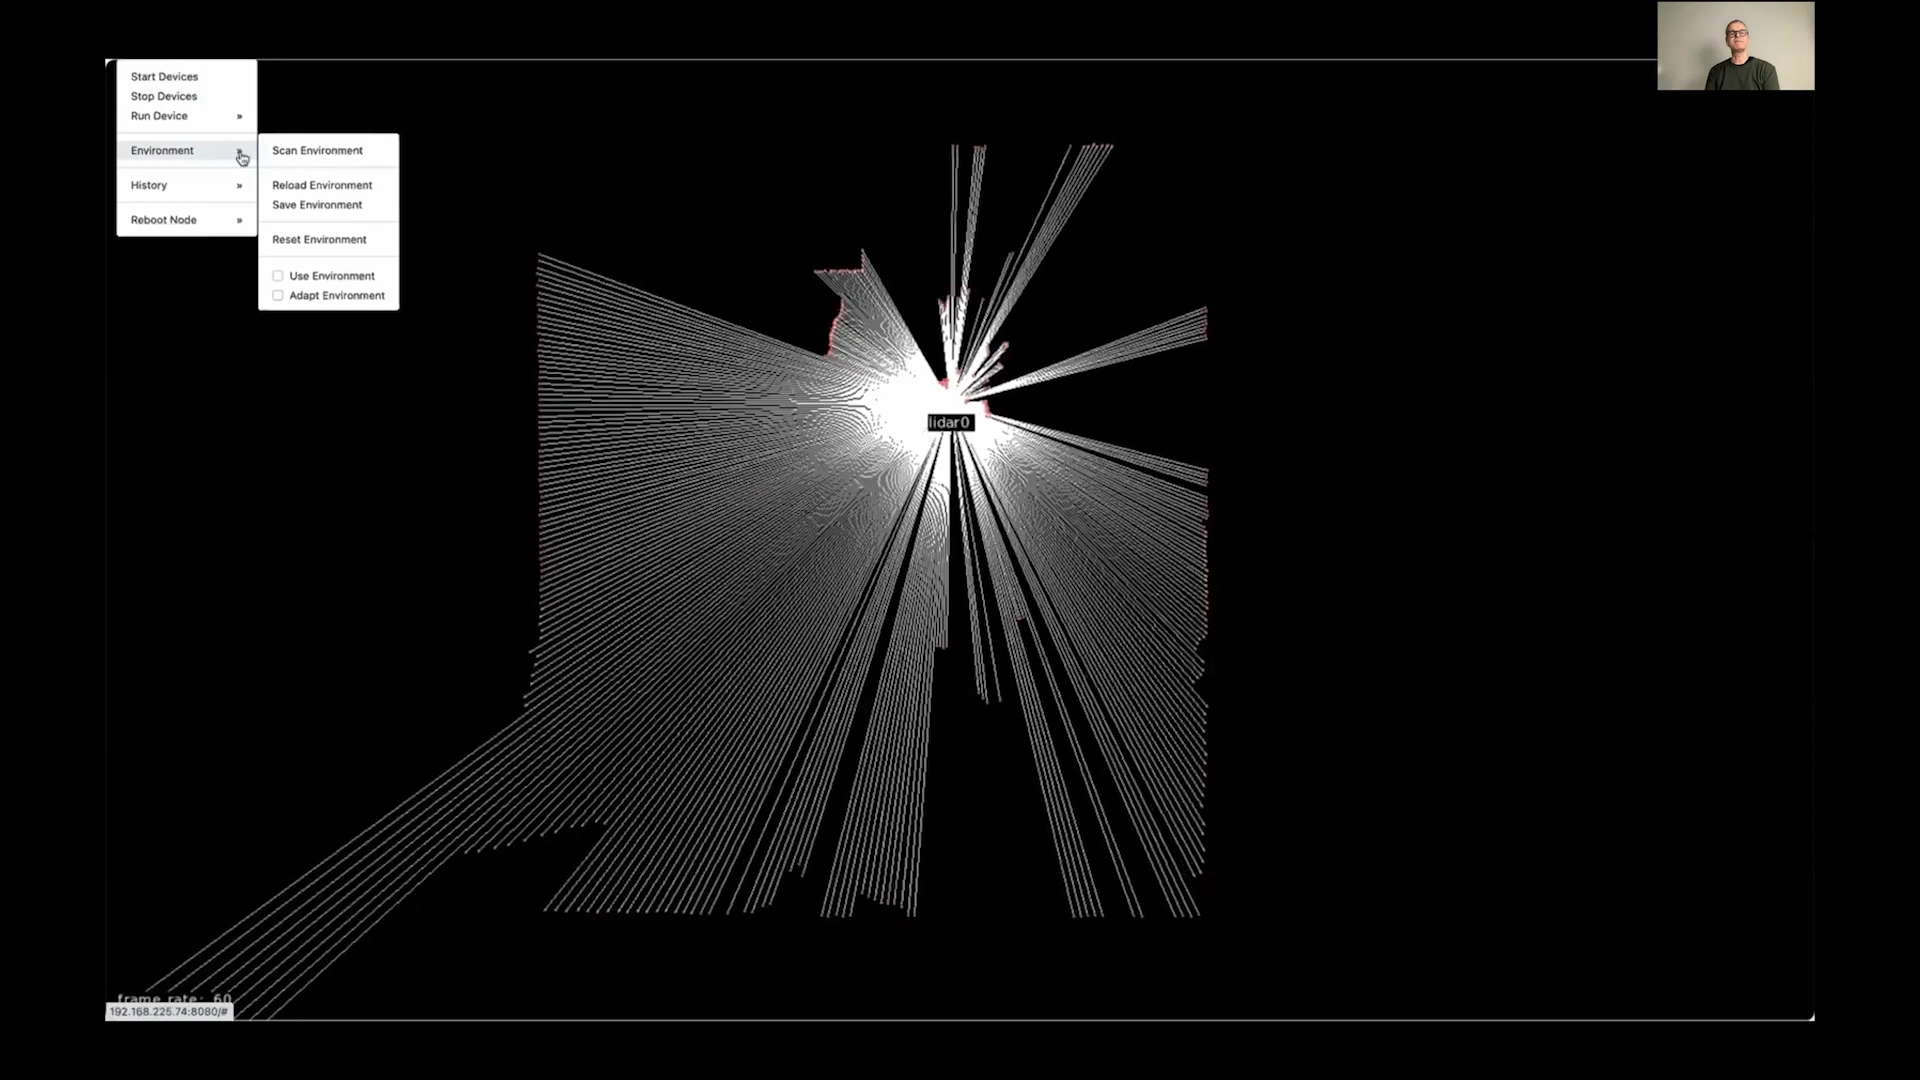 Start Devices
Stop Devices
Run Device »
Environment »
History »
Reboot Node »
Scan Environment
Reload Environment
Save Environment
Reset Environment
Use Environment
Adapt Environment
lidar0
frame rate: 60
192.168.225.74:8080/#